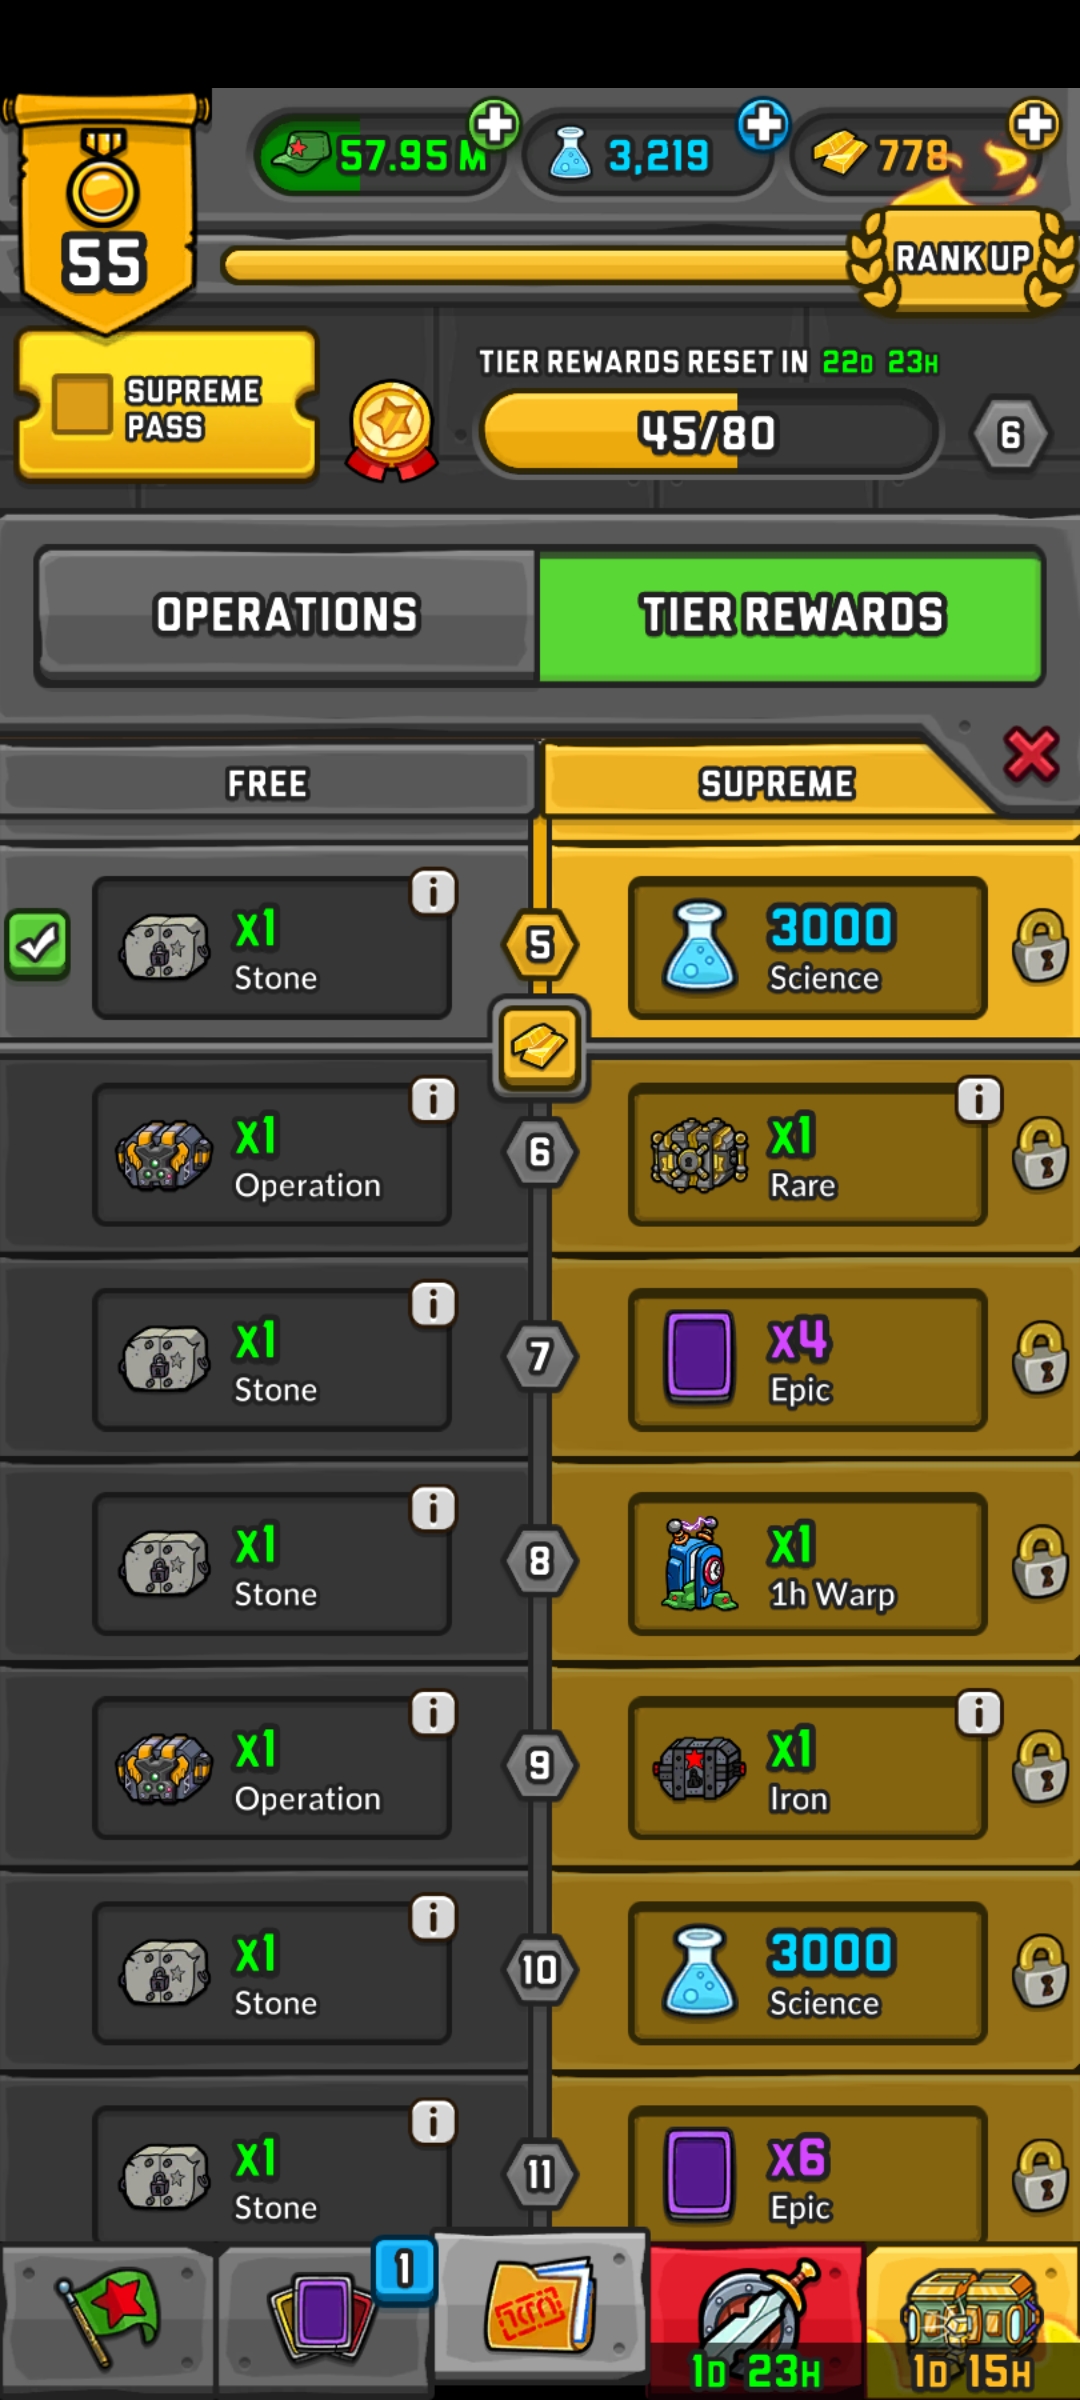 57.95 M
3,219
778
55
RANK UP
TIER REWARDS RESET IN 22D 23H
SUPREME
PASS
45/80
6
OPERATIONS
TIER REWARDS
FREE
SUPREME
X1
Stone
5
3000
Science
X1
Operation
6
X1
Rare
X1
Stone
7
X4
Epic
X1
Stone
8
X1
1h Warp
X1
Operation
9
X1
Iron
X1
Stone
10
3000
Science
X1
Stone
11
X6
Epic
1
1D 23H
1D 15H